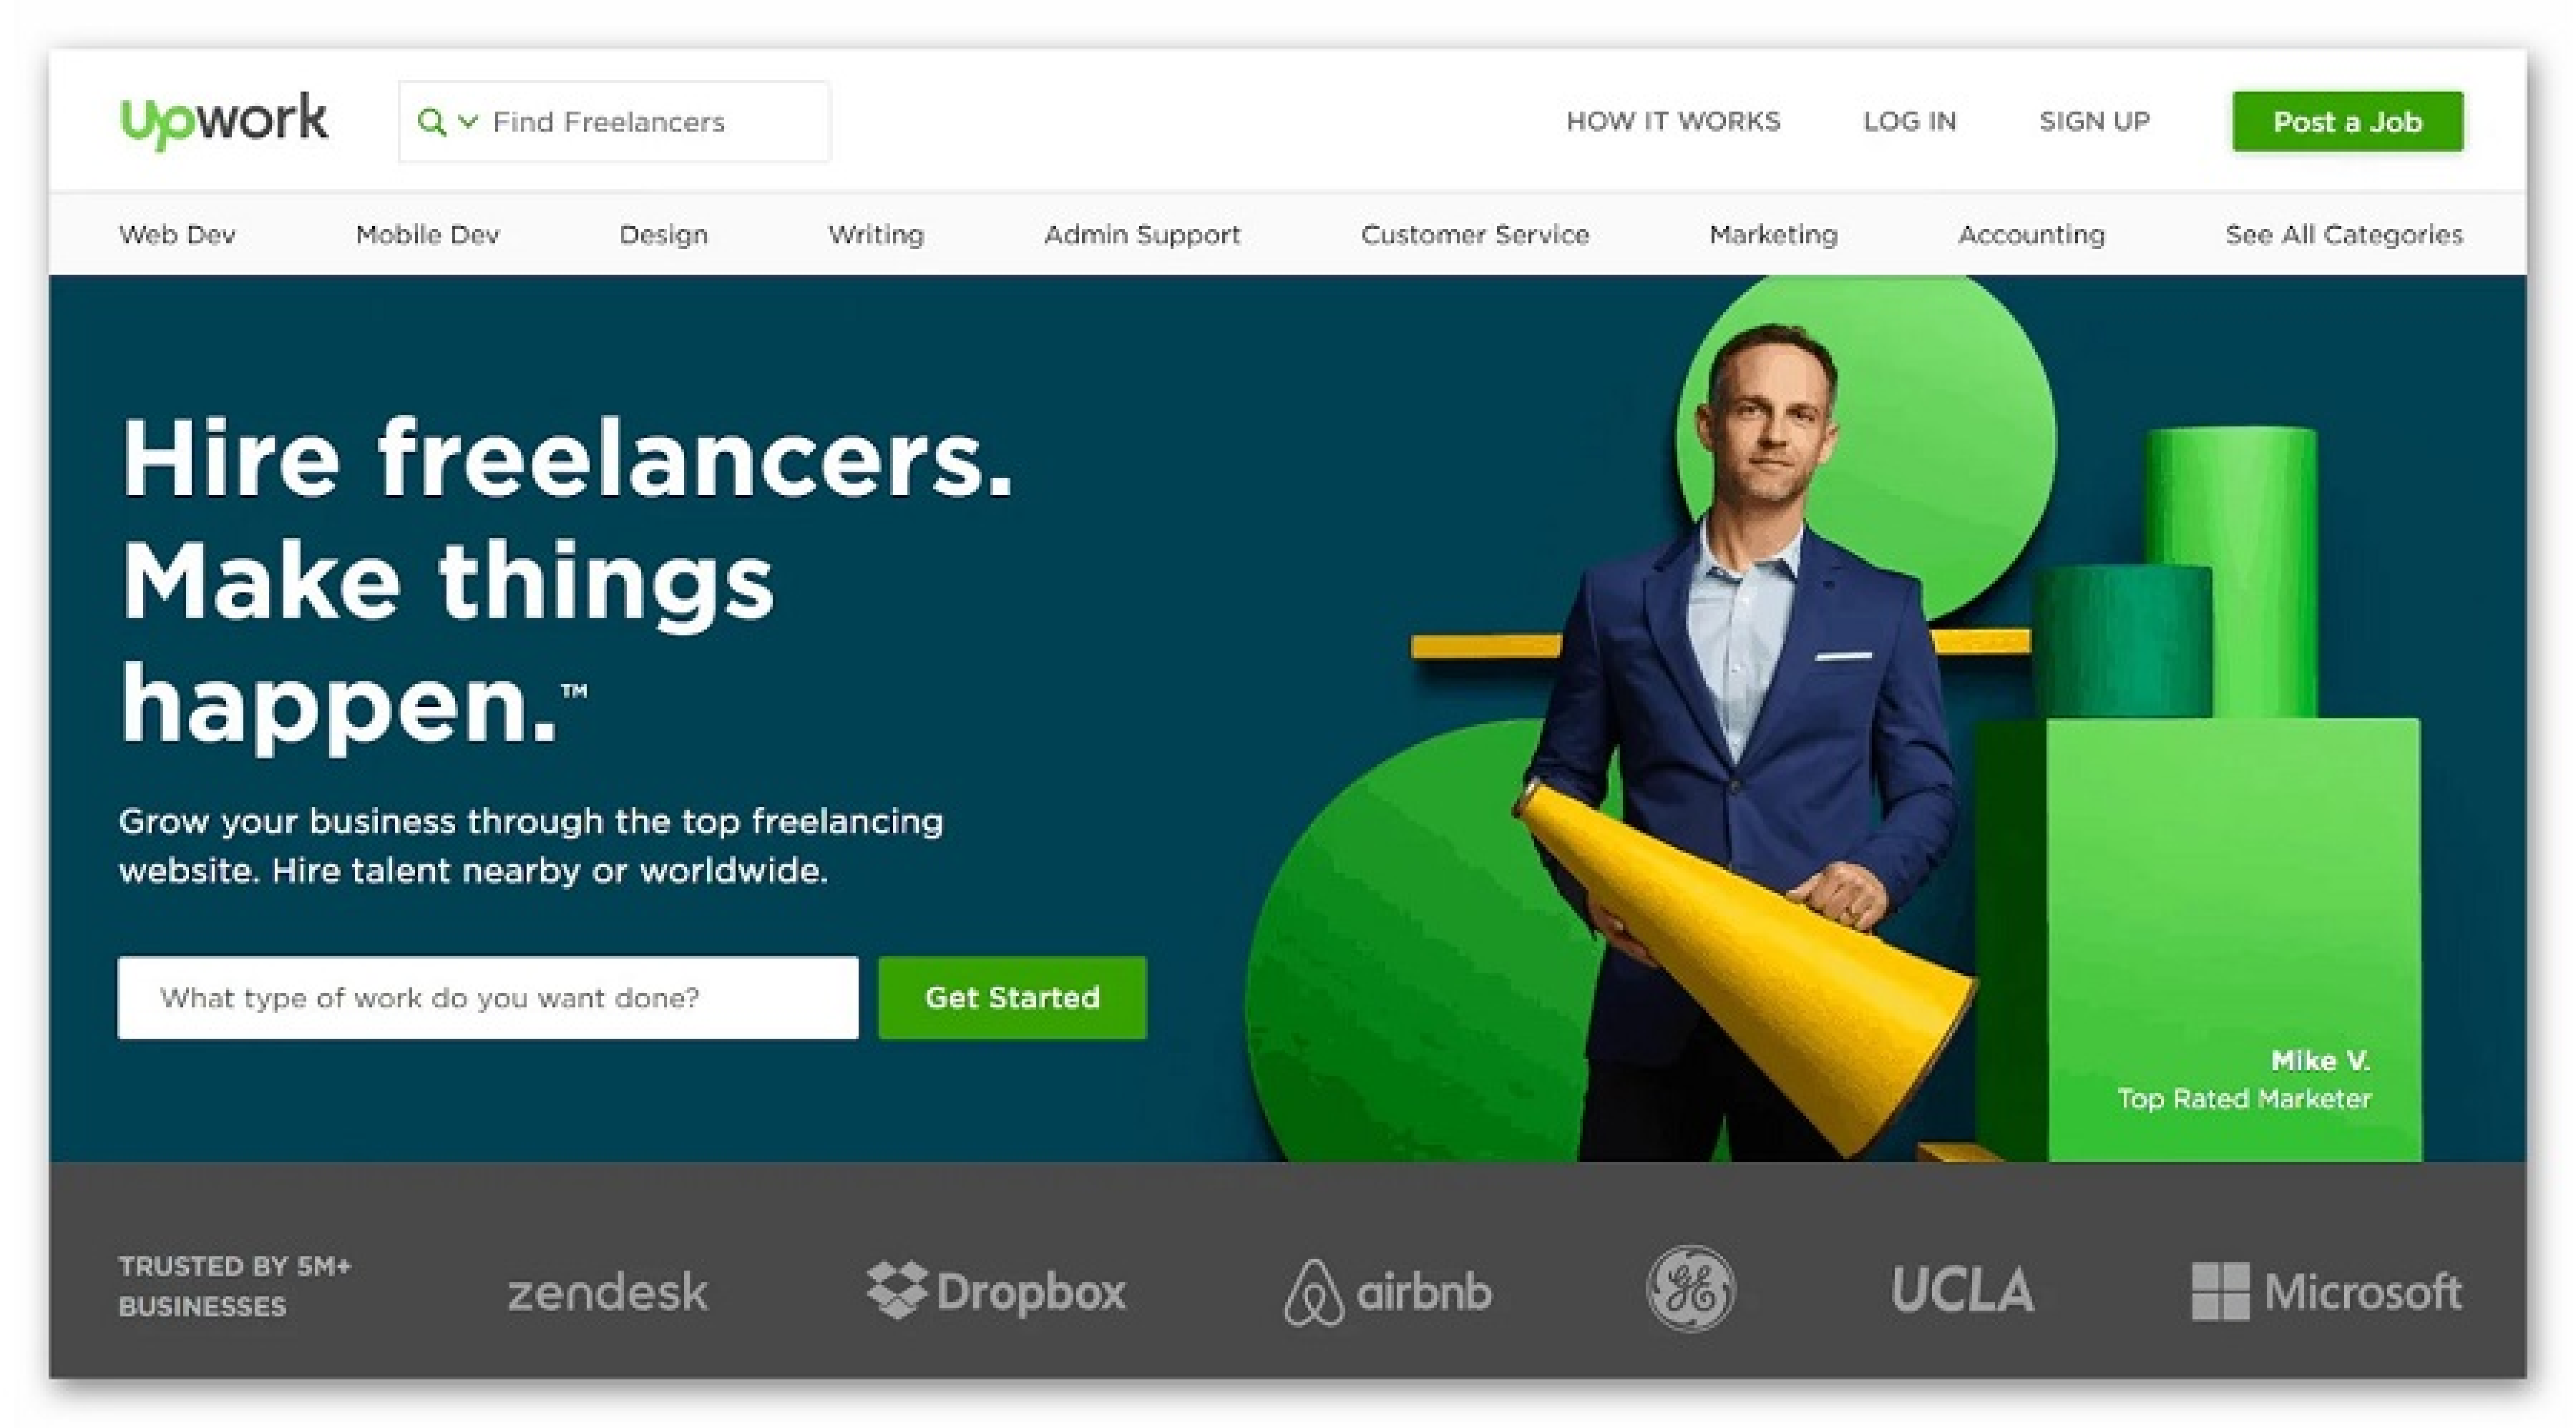 Upwork
Find Freelancers
HOW IT WORKS
LOG IN
SIGN UP
Post a Job
Web Dev
Mobile Dev
Design
Writing
Admin Support
Customer Service
Marketing
Accounting
See All Categories
Hire freelancers.
Make things
happen.™
Grow your business through the top freelancing
website. Hire talent nearby or worldwide.
What type of work do you want done?
Get Started
Mike V.
Top Rated Marketer
TRUSTED BY 5M+
BUSINESSES
zendesk
Dropbox
airbnb
GE
UCLA
Microsoft